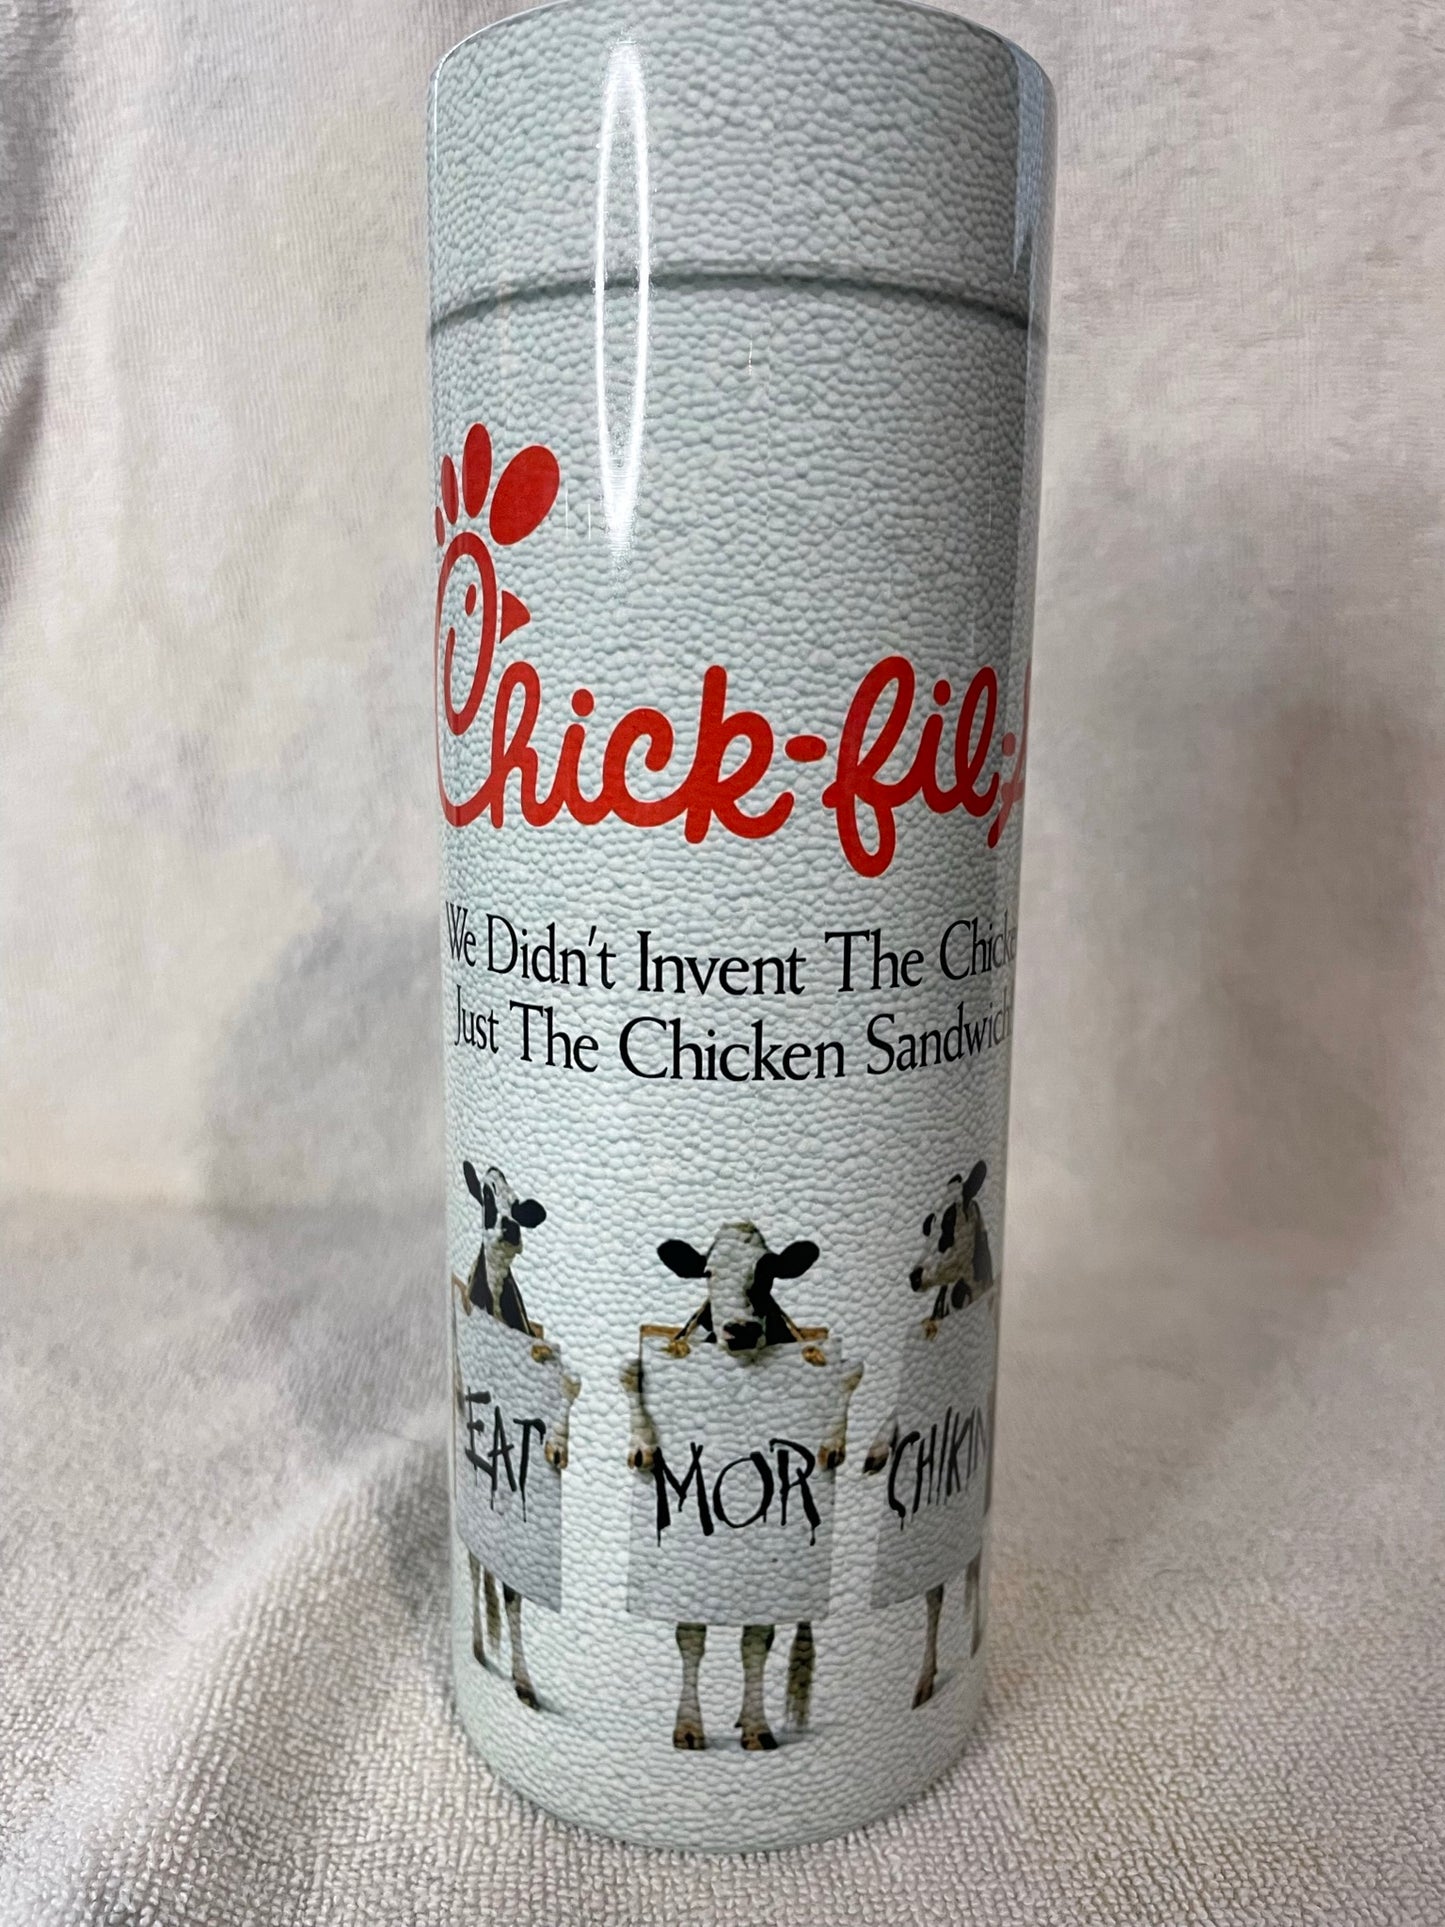 Chick-fil-A
We Didn't Invent The Chicke
Just The Chicken Sandwich
EAT MOR CHIKIN